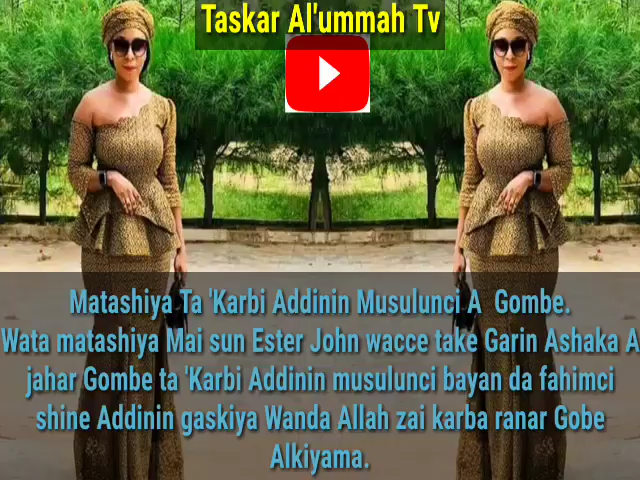 Taskar Al'ummah Tv
Matashiya Ta 'Karbi Addinin Musulunci A  Gombe.
Wata matashiya Mai sun Ester John wacce take Garin Ashaka A
jahar Gombe ta 'Karbi Addinin musulunci bayan da fahimci
shine Addinin gaskiya Wanda Allah zai karba ranar Gobe
Alkiyama.